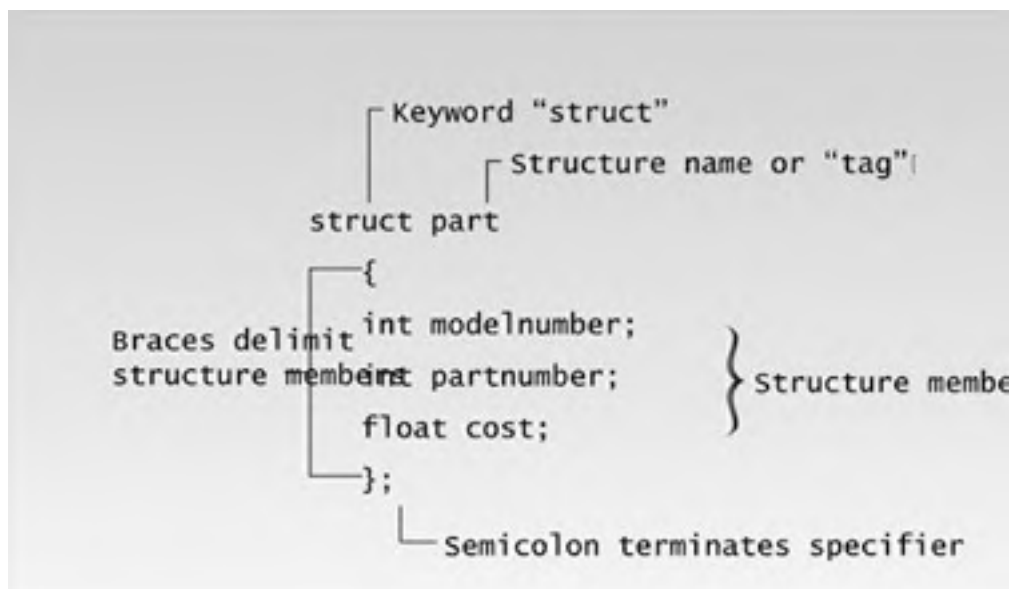 Keyword “struct”
Structure name or “tag”
struct part
{
int modelnumber;
Braces delimit
structure members
int partnumber;
Structure membe
float cost;
};
Semicolon terminates specifier